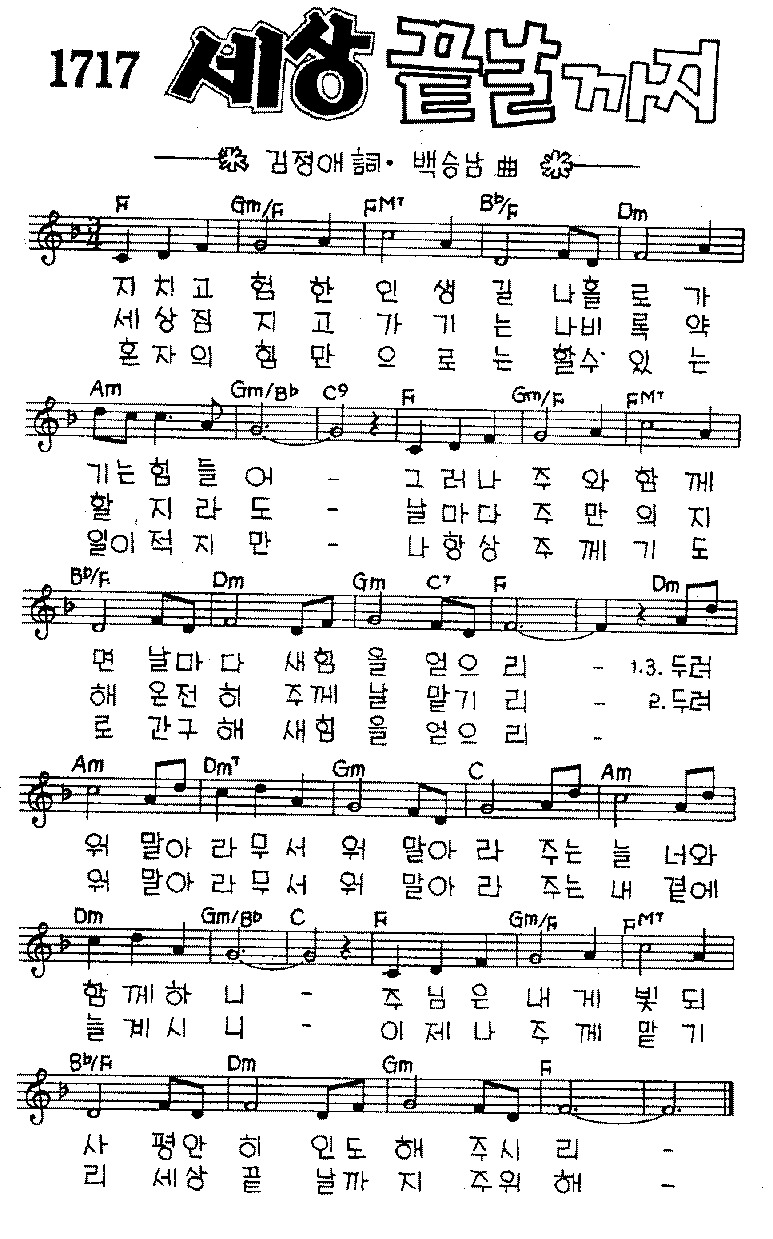 1717 세상 끝날까지
김정애 詞· 백승남 曲
F Gm/F FM7 B♭/F Dm
지치고 험한 인생길 나홀로 가
세상짐 지고 가기는 나비록 약
혼자의 힘만 으로는 할수 있는
Am Gm/B♭ C9 F Gm/F FM7
기는힘들어 - 그러나 주와 함께
할 지라도 - 날마다 주만의지
일이적지만 - 나항상 주께기도
B♭/F Dm Gm C7 F Dm
면 날마다 새힘을 얻으리 - 1.3. 두려
해 온전히 주께날 맡기리 - 2. 두려
로 간구해 새힘을 얻으리 -
Am Dm7 Gm C Am
워 말아라무서워 말아라 주는늘 너와
워 말아라무서워 말아라 주는내 곁에
Dm Gm/B♭ C F Gm/F FM7
함께하니 - 주님은 내게빛되
늘계시니 - 이제나 주께맡기
B♭/F Dm Gm F
사 평안히 인도해 주시리 -
리 세상끝 날까지 주위해 -